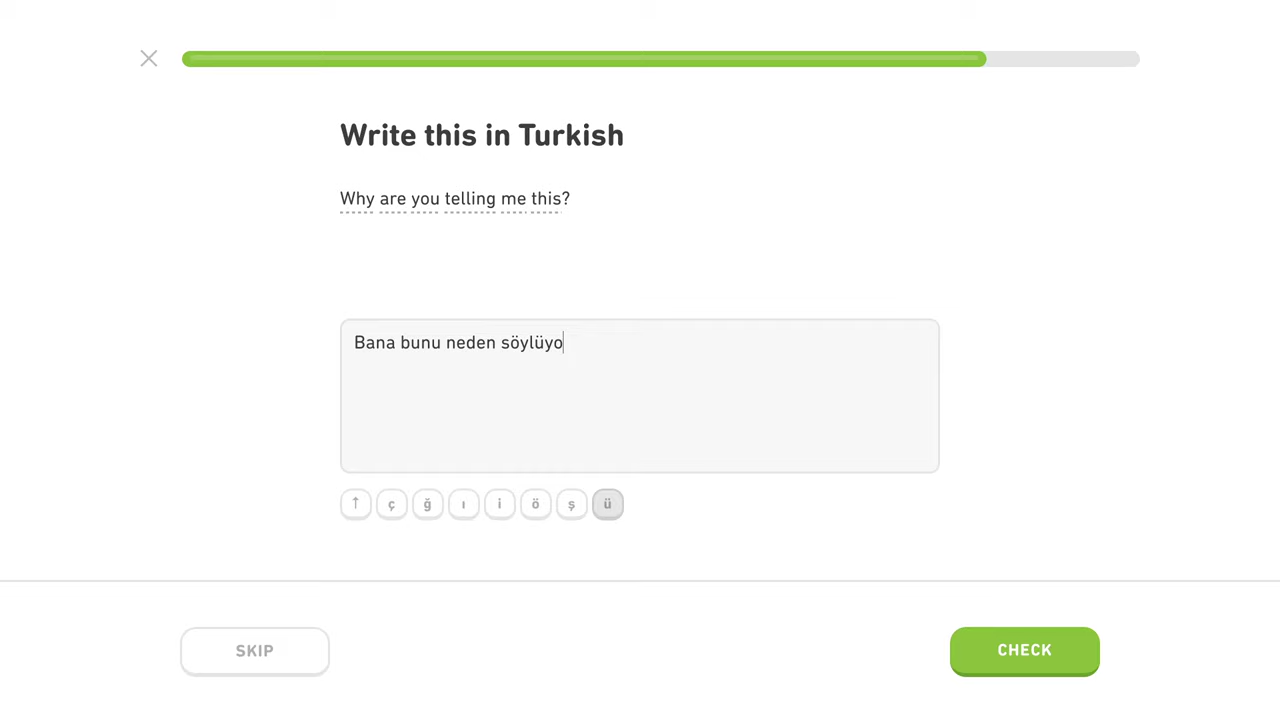 Write this in Turkish
Why are you telling me this?
Bana bunu neden söylüyo
↑ ç ğ ı i ö ş ü
SKIP
CHECK